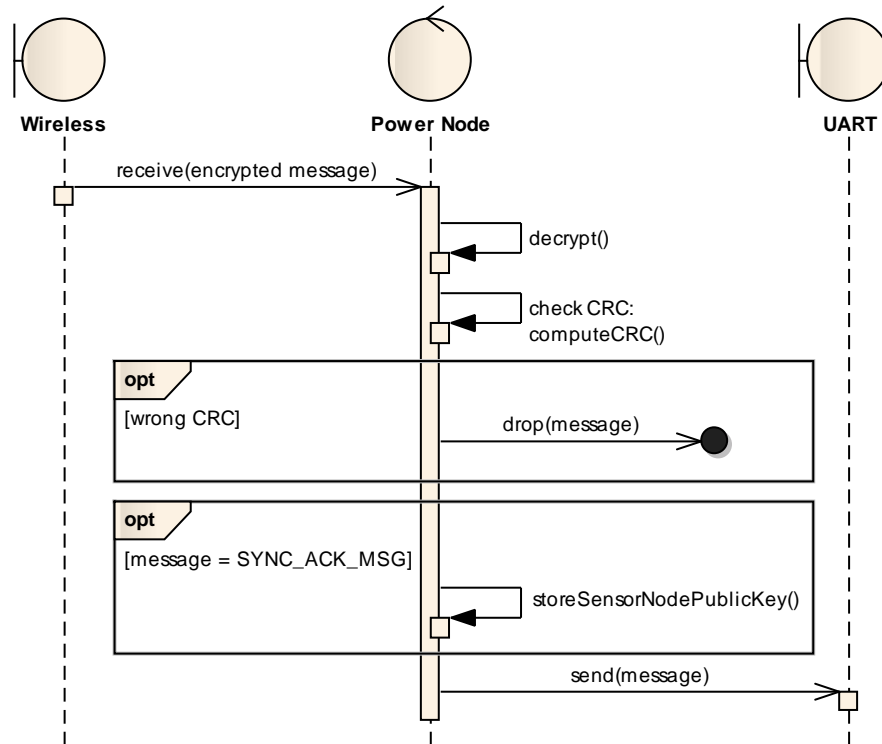 Wireless
Power Node
UART
receive(encrypted message)
decrypt()
check CRC:
computeCRC()
opt
[wrong CRC]
drop(message)
opt
[message = SYNC_ACK_MSG]
storeSensorNodePublicKey()
send(message)